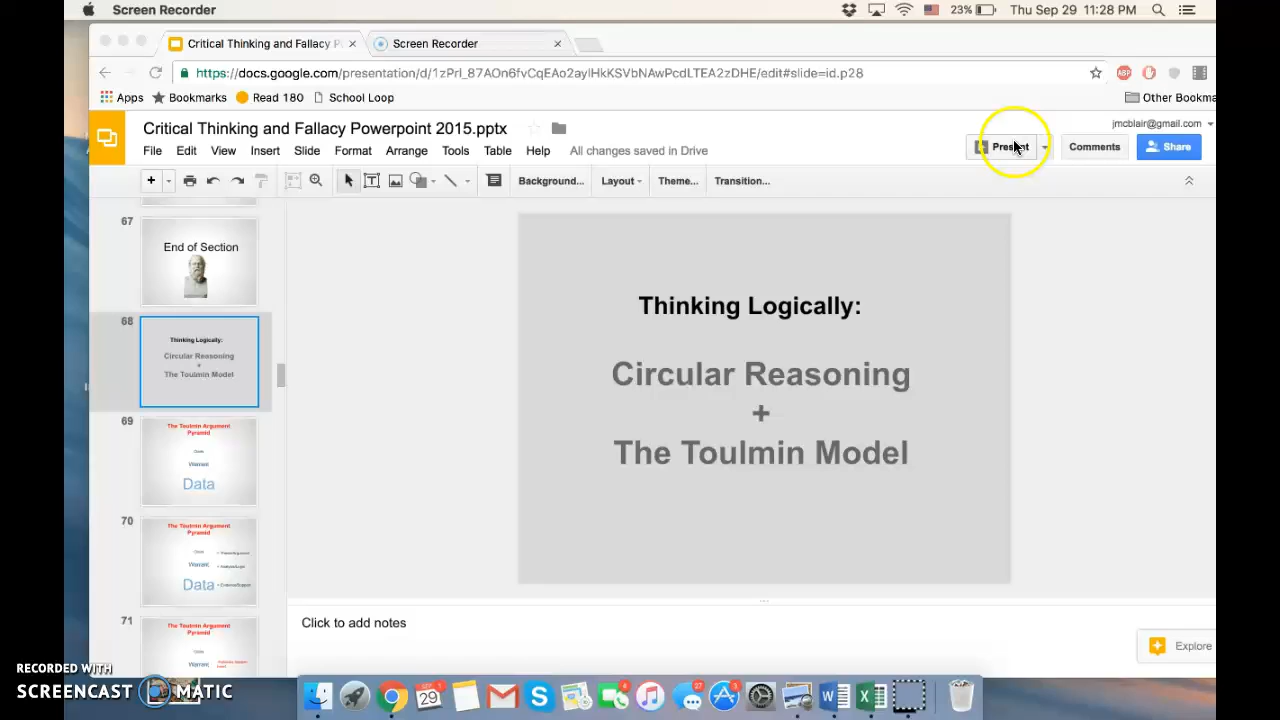 Screen Recorder
23%
Thu Sep 29 11:28 PM
Critical Thinking and Fallacy P
Screen Recorder
https://docs.google.com/presentation/d/
/edit#slide=id.p28
ABP
Apps
Bookmarks
Read 180
School Loop
Other Bookma
Critical Thinking and Fallacy Powerpoint 2015.pptx
jmcblair@gmail.com
File Edit View Insert Slide Format Arrange Tools Table Help All changes saved in Drive
Present
Comments
Share
Background...
Layout
Theme...
Transition...
67
End of Section
68
Thinking Logically:
Circular Reasoning
+
The Toulmin Model
69
The Toulmin Argument
Pyramid
Warrant
Data
70
The Toulmin Argument
Pyramid
Warrant
Data
71
The Toulmin Argument
Pyramid
Warrant
Thinking Logically:
Circular Reasoning
+
The Toulmin Model
Click to add notes
Explore
RECORDED WITH
SCREENCAST MATIC